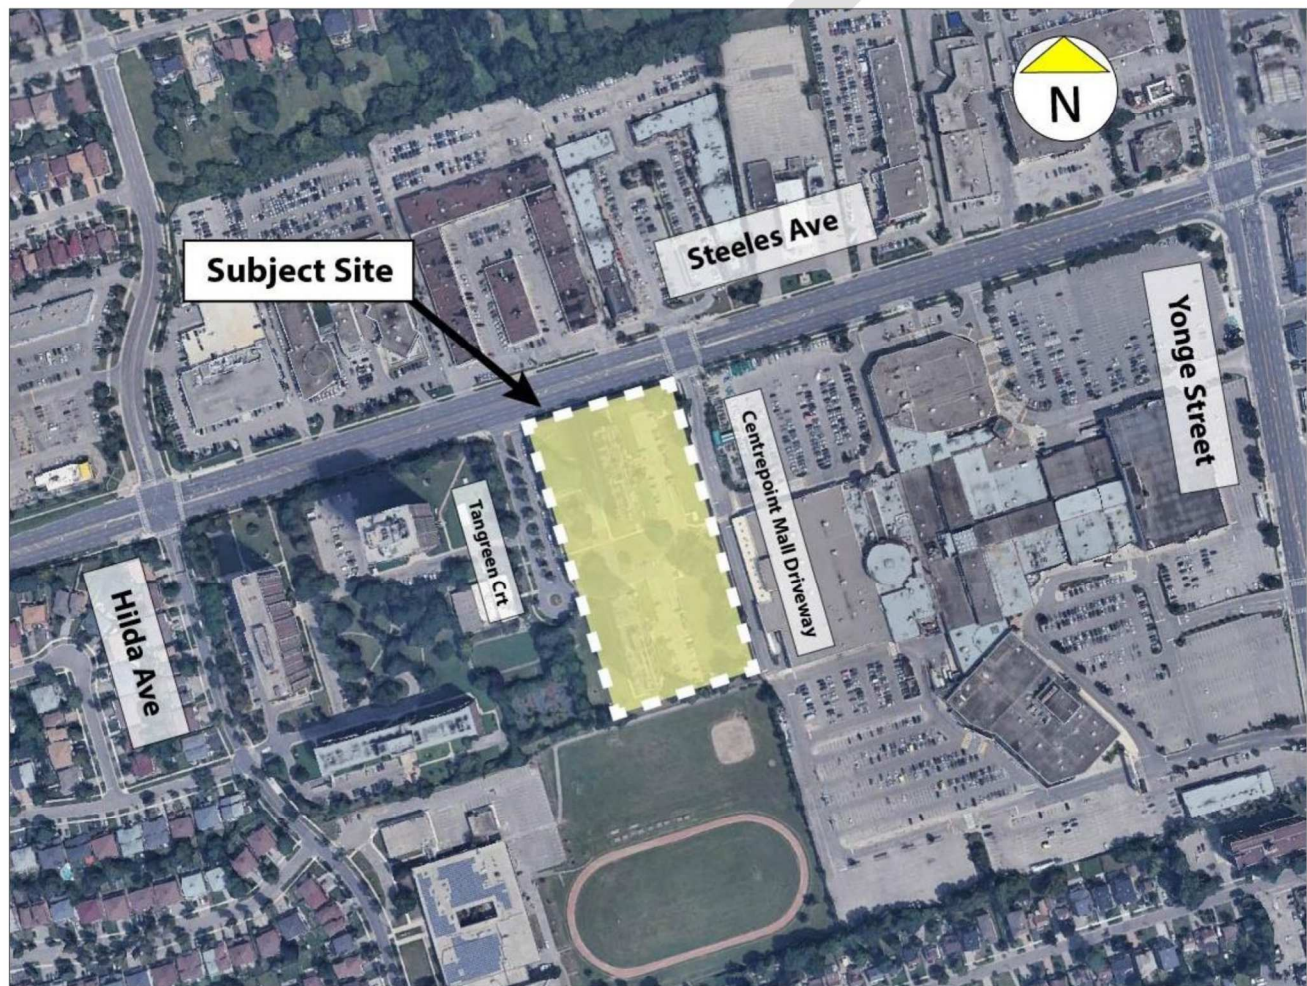 N
Steeles Ave
Subject Site
Yonge Street
Centrepoint Mall Driveway
Tangreen Crt
Hilda Ave